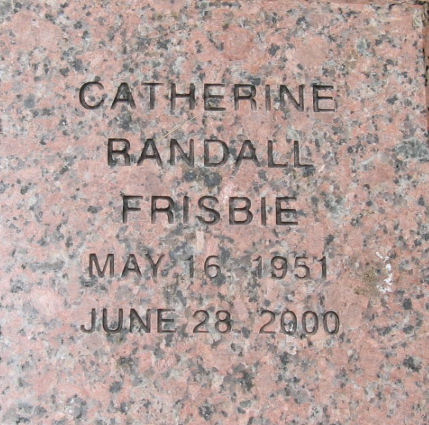 CATHERINE
RANDALL
FRISBIE
MAY 16 1951
JUNE 28 2000